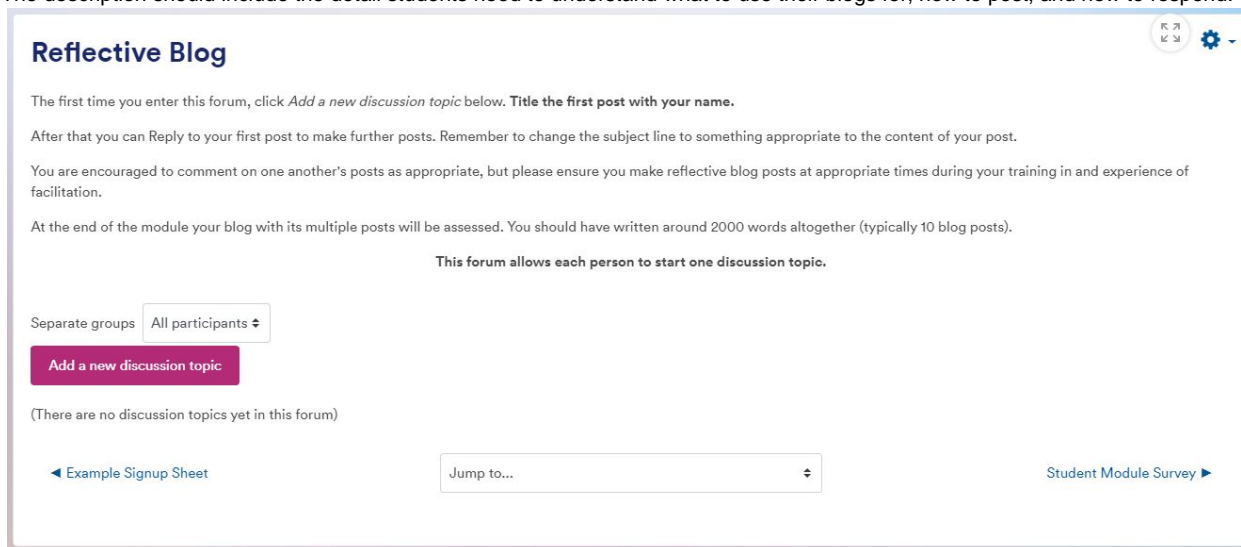 The description should include the detail students need to understand what to use their blogs for, how to post, and how to respond.
Reflective Blog
The first time you enter this forum, click Add a new discussion topic below. Title the first post with your name.
After that you can Reply to your first post to make further posts. Remember to change the subject line to something appropriate to the content of your post.
You are encouraged to comment on one another's posts as appropriate, but please ensure you make reflective blog posts at appropriate times during your training in and experience of
facilitation.
At the end of the module your blog with its multiple posts will be assessed. You should have written around 2000 words altogether (typically 10 blog posts).
This forum allows each person to start one discussion topic.
Separate groups All participants
Add a new discussion topic
(There are no discussion topics yet in this forum)
◄ Example Signup Sheet Jump to... Student Module Survey ►